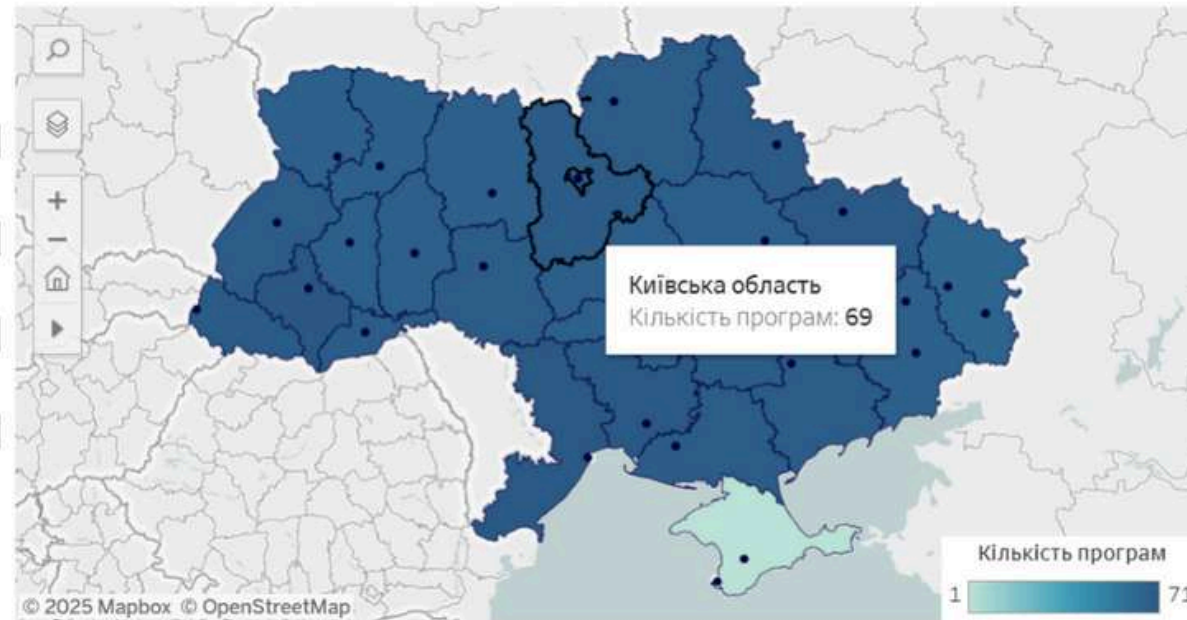 Київська область
Кількість програм: 69
Кількість програм
1 71
© 2025 Mapbox © OpenStreetMap